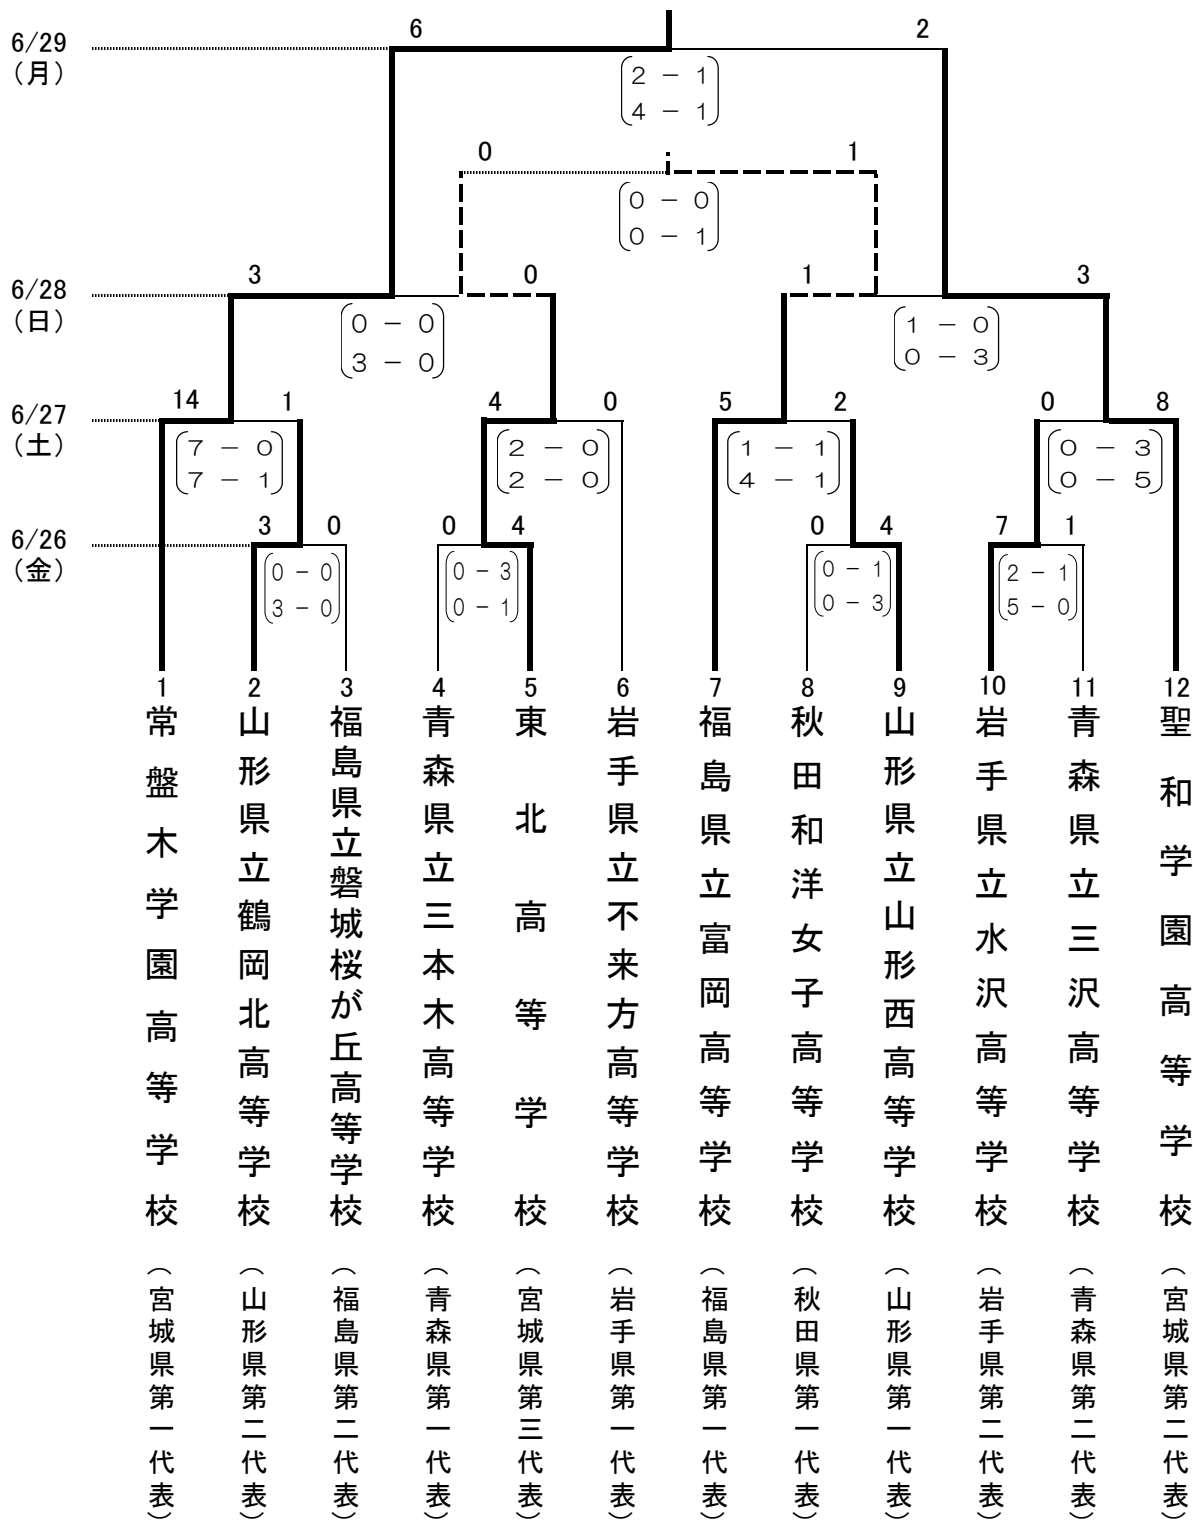 6/29
（月）
6 2
2 － 1
4 － 1
0 1
0 － 0
0 － 1
6/28
（日）
3 0 1 3
0 － 0
3 － 0
1 － 0
0 － 3
6/27
（土）
14 1 4 0 5 2 0 8
7 － 0
7 － 1
2 － 0
2 － 0
1 － 1
4 － 1
0 － 3
0 － 5
6/26
（金）
3 0 0 4 0 4 7 1
0 － 0
3 － 0
0 － 3
0 － 1
0 － 1
0 － 3
2 － 1
5 － 0
1
常盤木学園高等学校
（宮城県第一代表）
2
山形県立鶴岡北高等学校
（山形県第二代表）
3
福島県立磐城桜が丘高等学校
（福島県第二代表）
4
青森県立三本木高等学校
（青森県第一代表）
5
東北高等学校
（宮城県第三代表）
6
岩手県立不来方高等学校
（岩手県第一代表）
7
福島県立富岡高等学校
（福島県第一代表）
8
秋田和洋女子高等学校
（秋田県第一代表）
9
山形県立山形西高等学校
（山形県第一代表）
10
岩手県立水沢高等学校
（岩手県第二代表）
11
青森県立三沢高等学校
（青森県第二代表）
12
聖和学園高等学校
（宮城県第二代表）